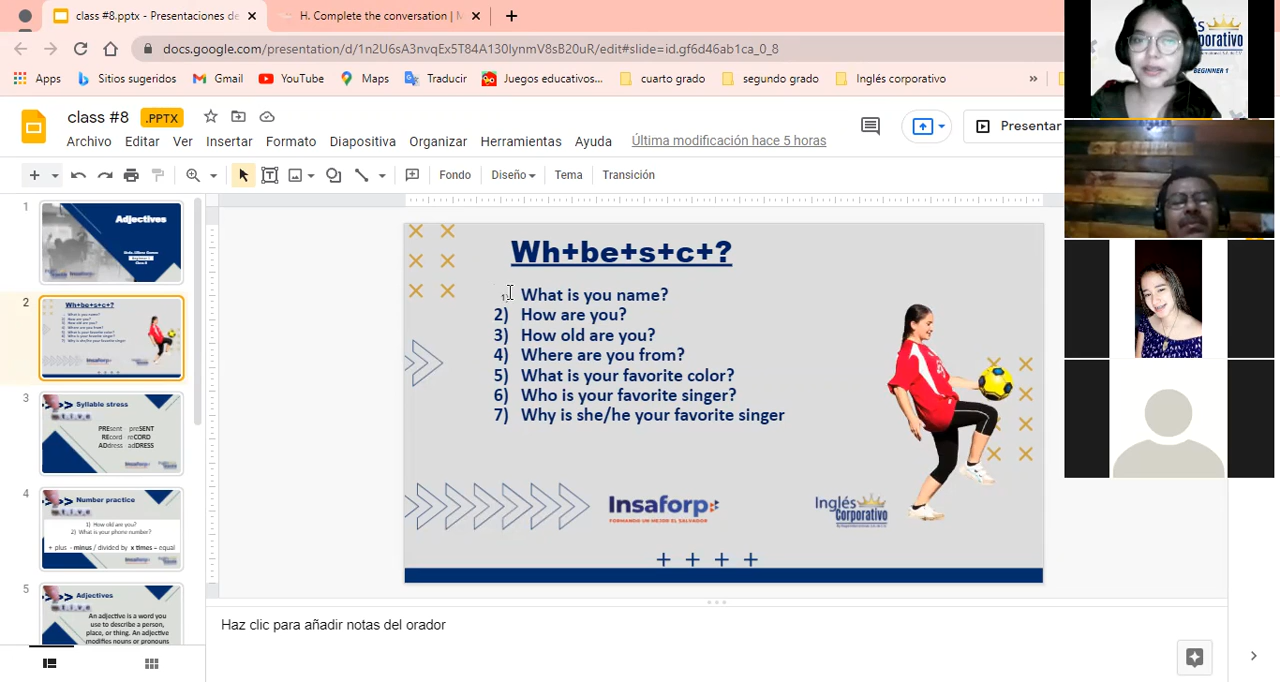 class #8.pptx - Presentaciones de
H. Complete the conversation | M
docs.google.com/presentation/d/1n2U6sA3nvqEx5T84A130lynmV8sB20uR/edit#slide=id.gf6d46ab1ca_0_8
Apps
Sitios sugeridos
Gmail
YouTube
Maps
Traducir
Juegos educativos...
cuarto grado
segundo grado
Inglés corporativo
»
class #8
.PPTX
Archivo
Editar
Ver
Insertar
Formato
Diapositiva
Organizar
Herramientas
Ayuda
Última modificación hace 5 horas
Presentar
Fondo
Diseño
Tema
Transición
1
Adjectives
2
Wh+be+s+c+?
3
Syllable stress
PREsent preSENT
REcord reCORD
ADdress adDRESS
4
Number practice
1) How old are you?
2) What is your phone number?
+ plus - minus / divided by x times – equal
5
Adjectives
An adjective is a word you
use to describe a person,
place, or thing. An adjective
modifies nouns or pronouns
Wh+be+s+c+?
1) What is you name?
2) How are you?
3) How old are you?
4) Where are you from?
5) What is your favorite color?
6) Who is your favorite singer?
7) Why is she/he your favorite singer
Insaforp
FORMANDO UN MEJOR EL SALVADOR
Inglés
Corporativo
Haz clic para añadir notas del orador
Corporativo
BEGINNER 1